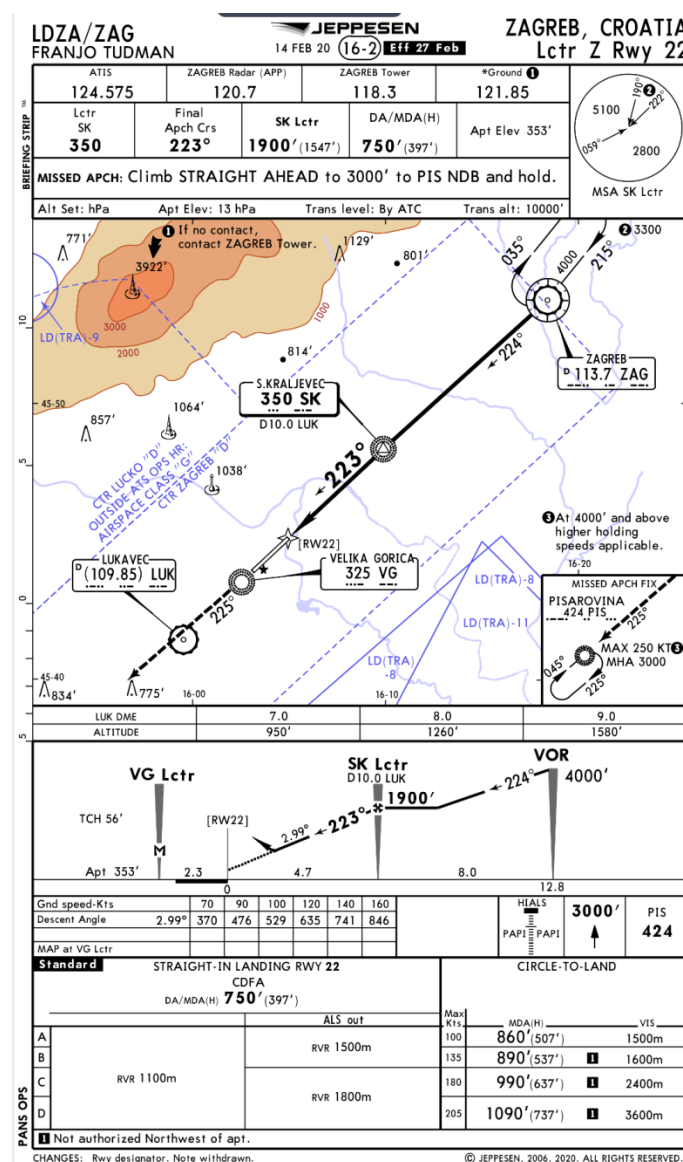 LDZA/ZAG
FRANJO TUDMAN
JEPPESEN
14 FEB 20 16-2 Eff 27 Feb
ZAGREB, CROATIA
Lctr Z Rwy 22
BRIEFING STRIP TM
ATIS
124.575
ZAGREB Radar (APP)
120.7
ZAGREB Tower
118.3
*Ground 1
121.85
Lctr
SK
350
Final
Apch Crs
223°
SK Lctr
1900' (1547')
DA/MDA(H)
750' (397')
Apt Elev 353'
MISSED APCH: Climb STRAIGHT AHEAD to 3000' to PIS NDB and hold.
Alt Set: hPa Apt Elev: 13 hPa Trans level: By ATC Trans alt: 10000'
190°
2
222°
5100
059°
2800
MSA SK Lctr
771'
1 If no contact,
contact ZAGREB Tower.
3922'
1129'
801'
035°
4000
215°
2 3300
LD(TRA)-9
3000
2000
1000
10
814'
224°
ZAGREB
D 113.7 ZAG
S.KRALJEVEC
350 SK
D10.0 LUK
45-50
857'
1064'
5
1038'
CTR LUCKO "D"
OUTSIDE ATS OPS HR:
AIRSPACE CLASS "G"
CTR ZAGREB "D"
223°
[RW22]
3 At 4000' and above
higher holding
speeds applicable.
LUKAVEC
D (109.85) LUK
VELIKA GORICA
325 VG
225°
0
LD(TRA)-8
LD(TRA)-11
LD(TRA)
-8
16-20
MISSED APCH FIX
PISAROVINA
424 PIS
225°
MAX 250 KT 3
MHA 3000
045°
225°
45-40
834'
775'
16-00
16-10
5
LUK DME 7.0 8.0 9.0
ALTITUDE 950' 1260' 1580'
VG Lctr
SK Lctr
D10.0 LUK
VOR
4000'
224°
1900'
223°
2.99°
TCH 56'
[RW22]
M
Apt 353'
2.3 4.7 8.0
0 12.8
Gnd speed-Kts 70 90 100 120 140 160
Descent Angle 2.99° 370 476 529 635 741 846
MAP at VG Lctr
HIALS
PAPI PAPI
3000'
PIS
424
Standard
STRAIGHT-IN LANDING RWY 22
CDFA
DA/MDA(H) 750' (397')
ALS out
CIRCLE-TO-LAND
Max
Kts MDA(H) VIS
A
B
C
D
RVR 1100m
RVR 1500m
RVR 1800m
100 860' (507') 1500m
135 890' (537') 1 1600m
180 990' (637') 1 2400m
205 1090' (737') 1 3600m
PANS OPS
1 Not authorized Northwest of apt.
CHANGES: Rwy designator. Note withdrawn.
© JEPPESEN, 2006, 2020. ALL RIGHTS RESERVED.